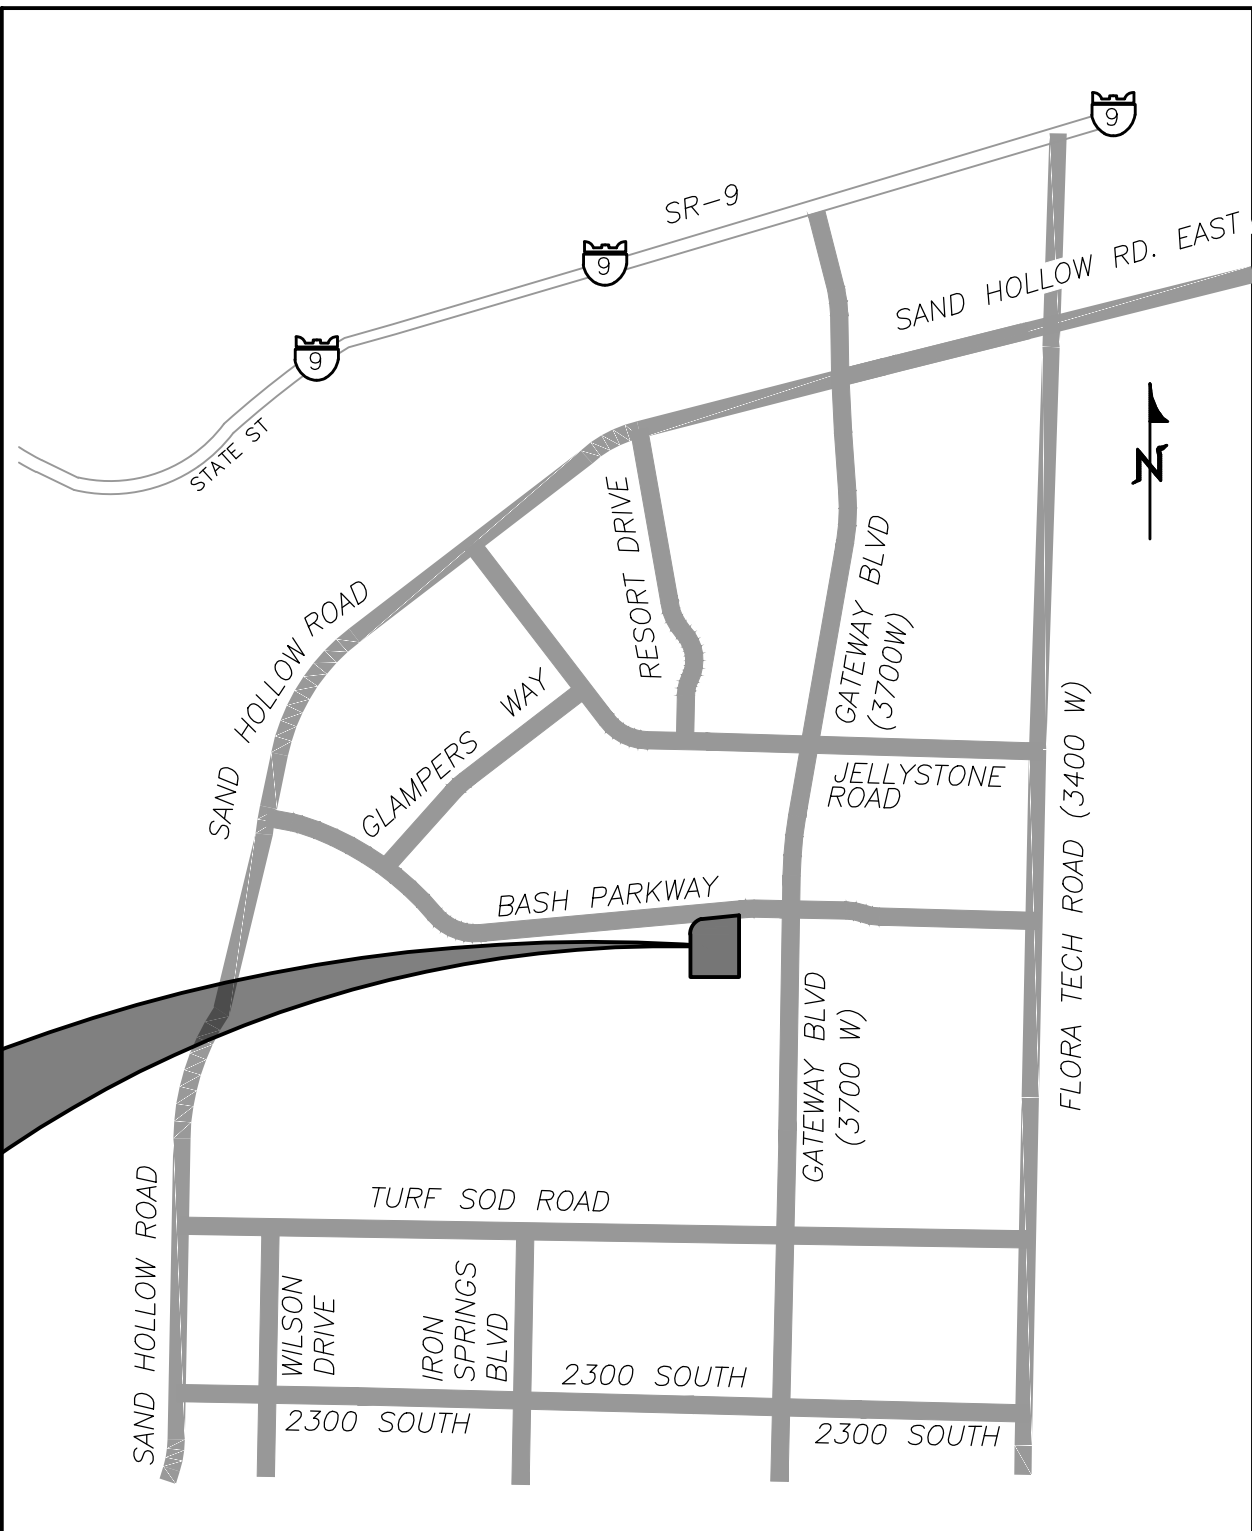 9
SR-9
SAND HOLLOW RD. EAST
9
9
STATE ST
N
RESORT DRIVE
GATEWAY BLVD
(3700W)
SAND HOLLOW ROAD
GLAMPERS WAY
JELLYSTONE
ROAD
FLORA TECH ROAD (3400 W)
BASH PARKWAY
GATEWAY BLVD
(3700 W)
SAND HOLLOW ROAD
TURF SOD ROAD
WILSON
DRIVE
IRON
SPRINGS
BLVD
2300 SOUTH
2300 SOUTH
2300 SOUTH